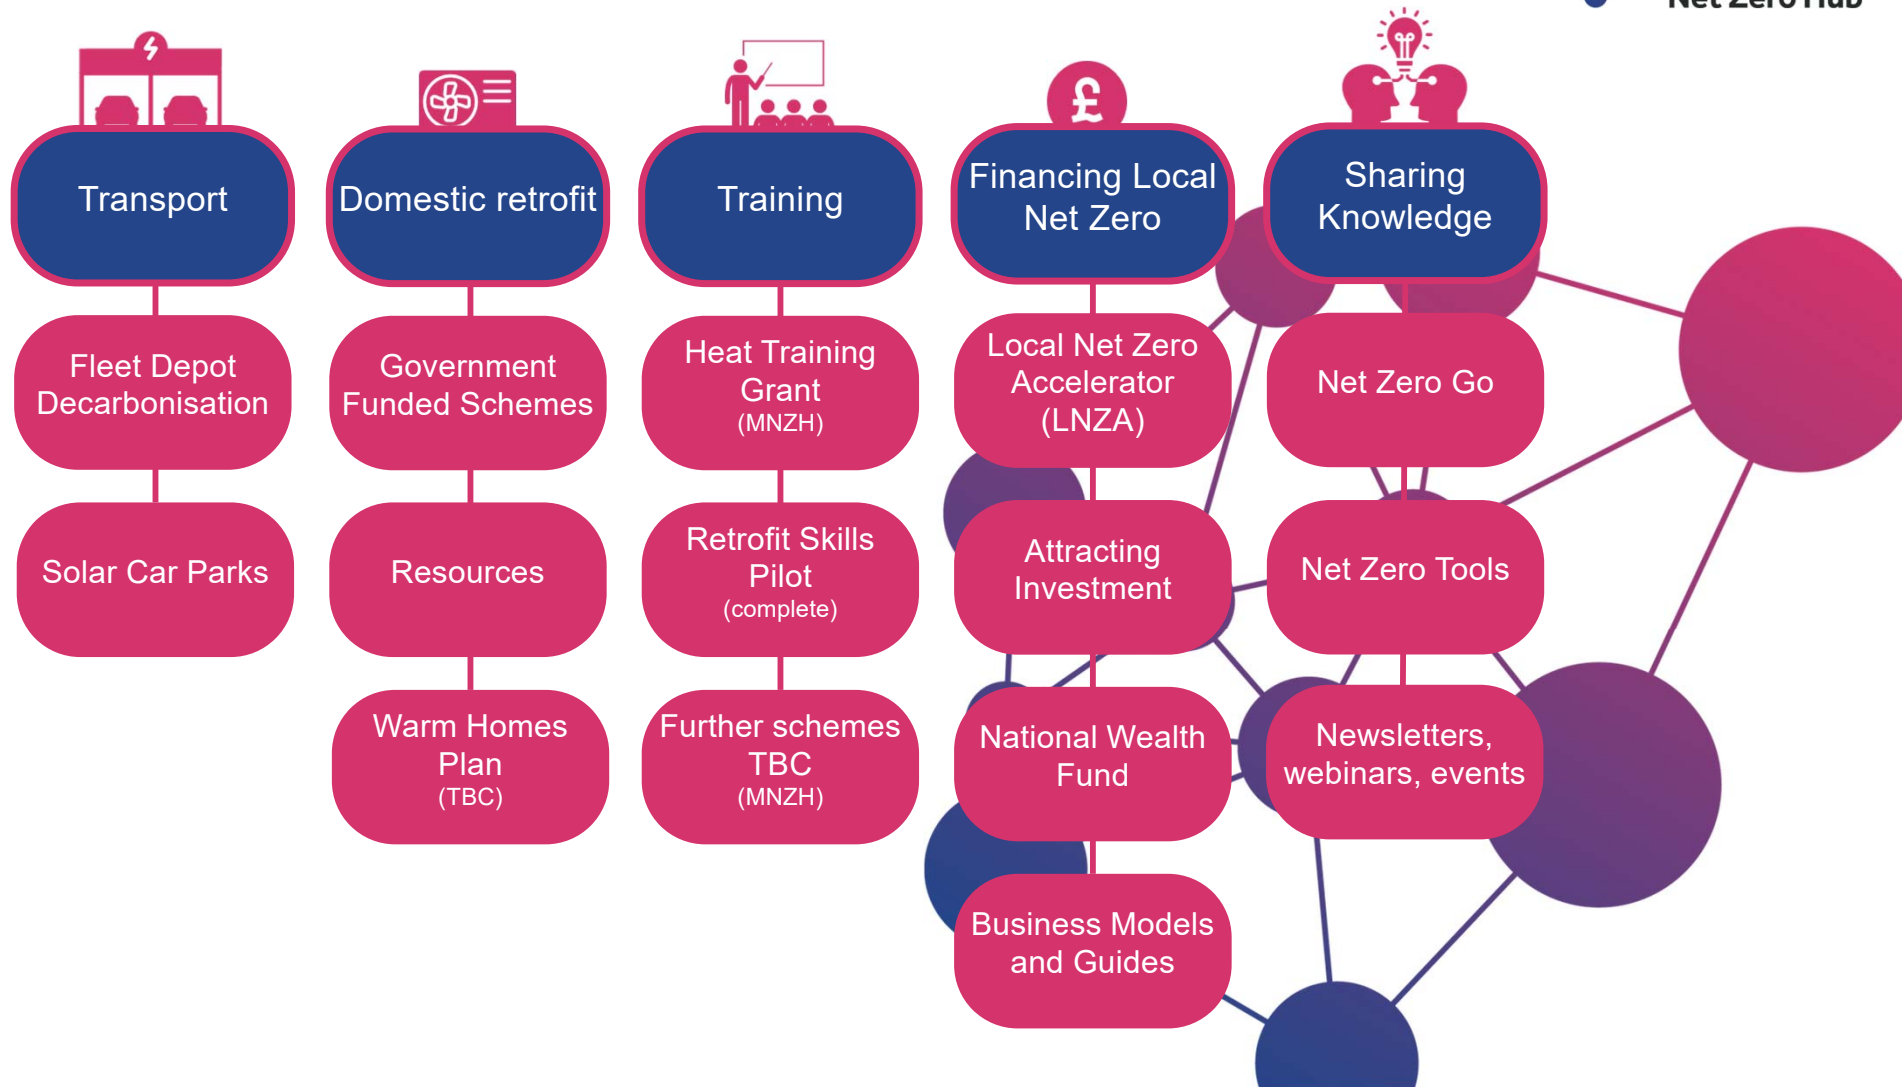 Net Zero Hub
Transport
Fleet Depot
Decarbonisation
Solar Car Parks
Domestic retrofit
Government
Funded Schemes
Resources
Warm Homes
Plan
(TBC)
Training
Heat Training
Grant
(MNZH)
Retrofit Skills
Pilot
(complete)
Further schemes
TBC
(MNZH)
£
Financing Local
Net Zero
Local Net Zero
Accelerator
(LNZA)
Attracting
Investment
National Wealth
Fund
Business Models
and Guides
Sharing
Knowledge
Net Zero Go
Net Zero Tools
Newsletters,
webinars, events